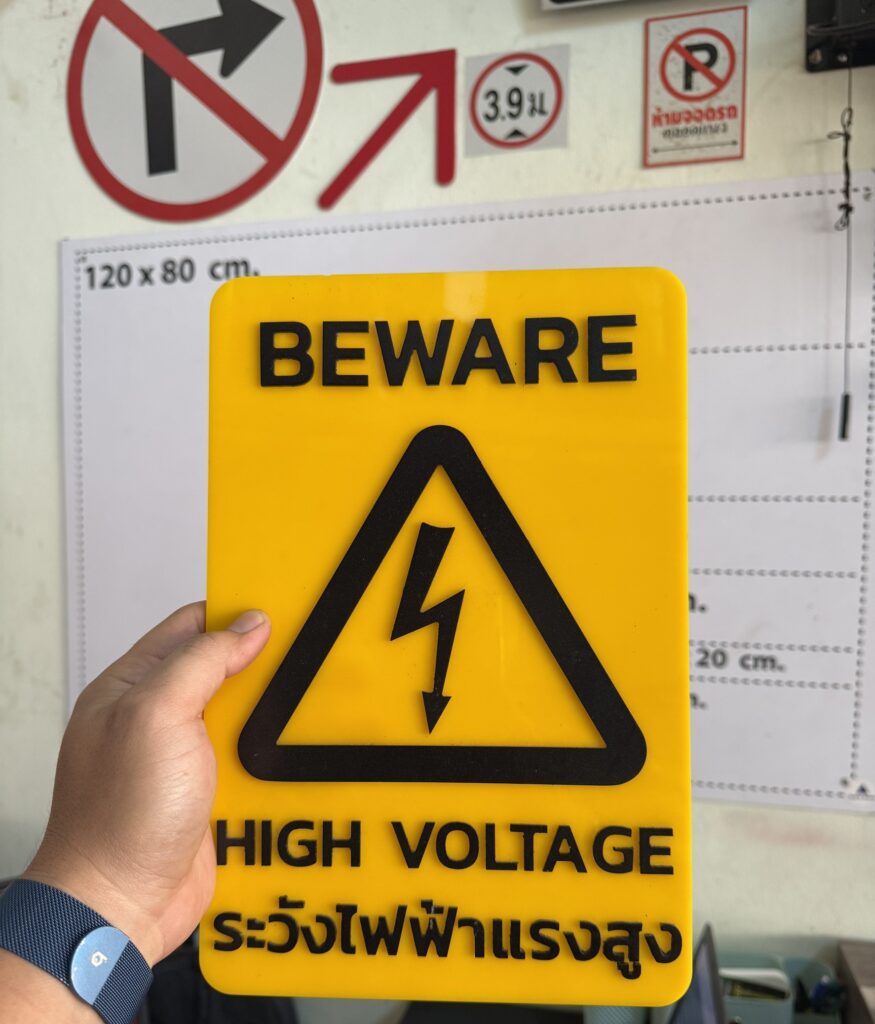 3.9 ม
P
ห้ามจอดรถ
120 x 80 cm.
BEWARE
20 cm.
HIGH VOLTAGE
ระวังไฟฟ้าแรงสูง